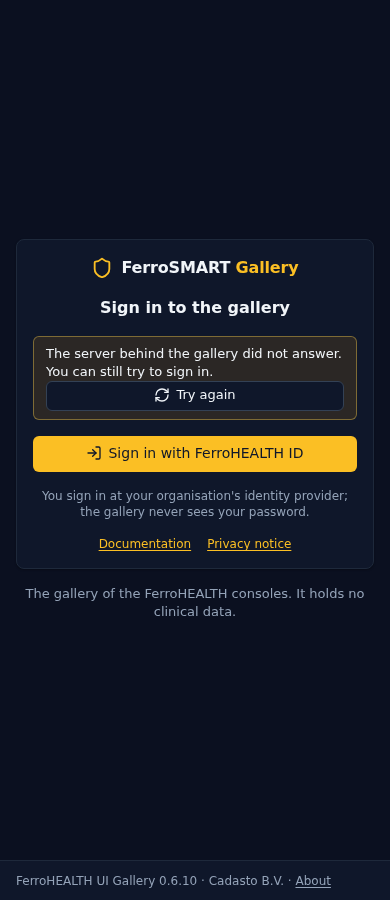 FerroSMART Gallery
Sign in to the gallery
The server behind the gallery did not answer.
You can still try to sign in.
Try again
Sign in with FerroHEALTH ID
You sign in at your organisation's identity provider;
the gallery never sees your password.
Documentation Privacy notice
The gallery of the FerroHEALTH consoles. It holds no
clinical data.
FerroHEALTH UI Gallery 0.6.10 · Cadasto B.V. · About